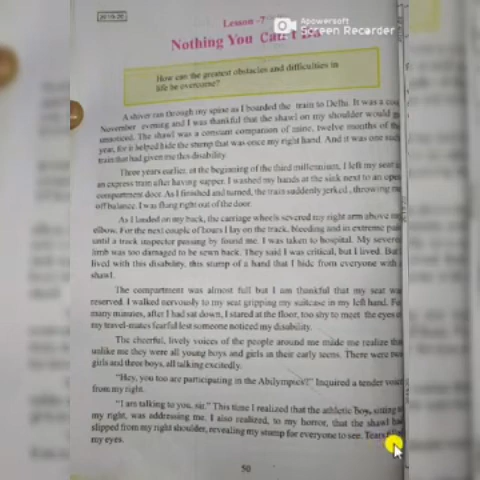 Lesson -7
Apowersoft
Screen Recorder
Nothing You Can't Do
How can the greatest obstacles and difficulties in
life be overcome?
A shiver ran through my spine as I boarded the train to Delhi. It was a
November evening and I was thankful that the shawl on my shoulder would
unnoticed. The shawl was a constant companion of mine, twelve months of the
year, for it helped hide the stump that was once my right hand. And it was one such
train that had given me this disability.
Three years earlier, at the beginning of the third millennium, I left my seat
an express train after having supper. I washed my hands at the sink next to an open
compartment door. As I finished and turned, the train suddenly jerked, throwing me
off balance. I was flung right out of the door.
As I landed on my back, the carriage wheels severed my right arm above
elbow. For the next couple of hours I lay on the track, bleeding and in extreme pain
until a track inspector passing by found me. I was taken to hospital. My severed
limb was too damaged to be sewn back. They said I was critical, but I lived. But
lived with this disability, this stump of a hand that I hide from everyone with
shawl.
The compartment was almost full but I am thankful that my seat was
reserved. I walked nervously to my seat gripping my suitcase in my left hand. For
many minutes, after I had sat down, I stared at the floor, too shy to meet the eyes
my travel-mates fearful lest someone noticed my disability.
The cheerful, lively voices of the people around me made me realize that
unlike me they were all young boys and girls in their early teens. There were two
girls and three boys, all talking excitedly.
"Hey, you too are participating in the Abilympics?" Inquired a tender voice
from my right.
"I am talking to you, sir." This time I realized that the athletic boy, sitting
my right, was addressing me. I also realized, to my horror, that the shawl had
slipped from my right shoulder, revealing my stump for everyone to see. Tears
my eyes.
50